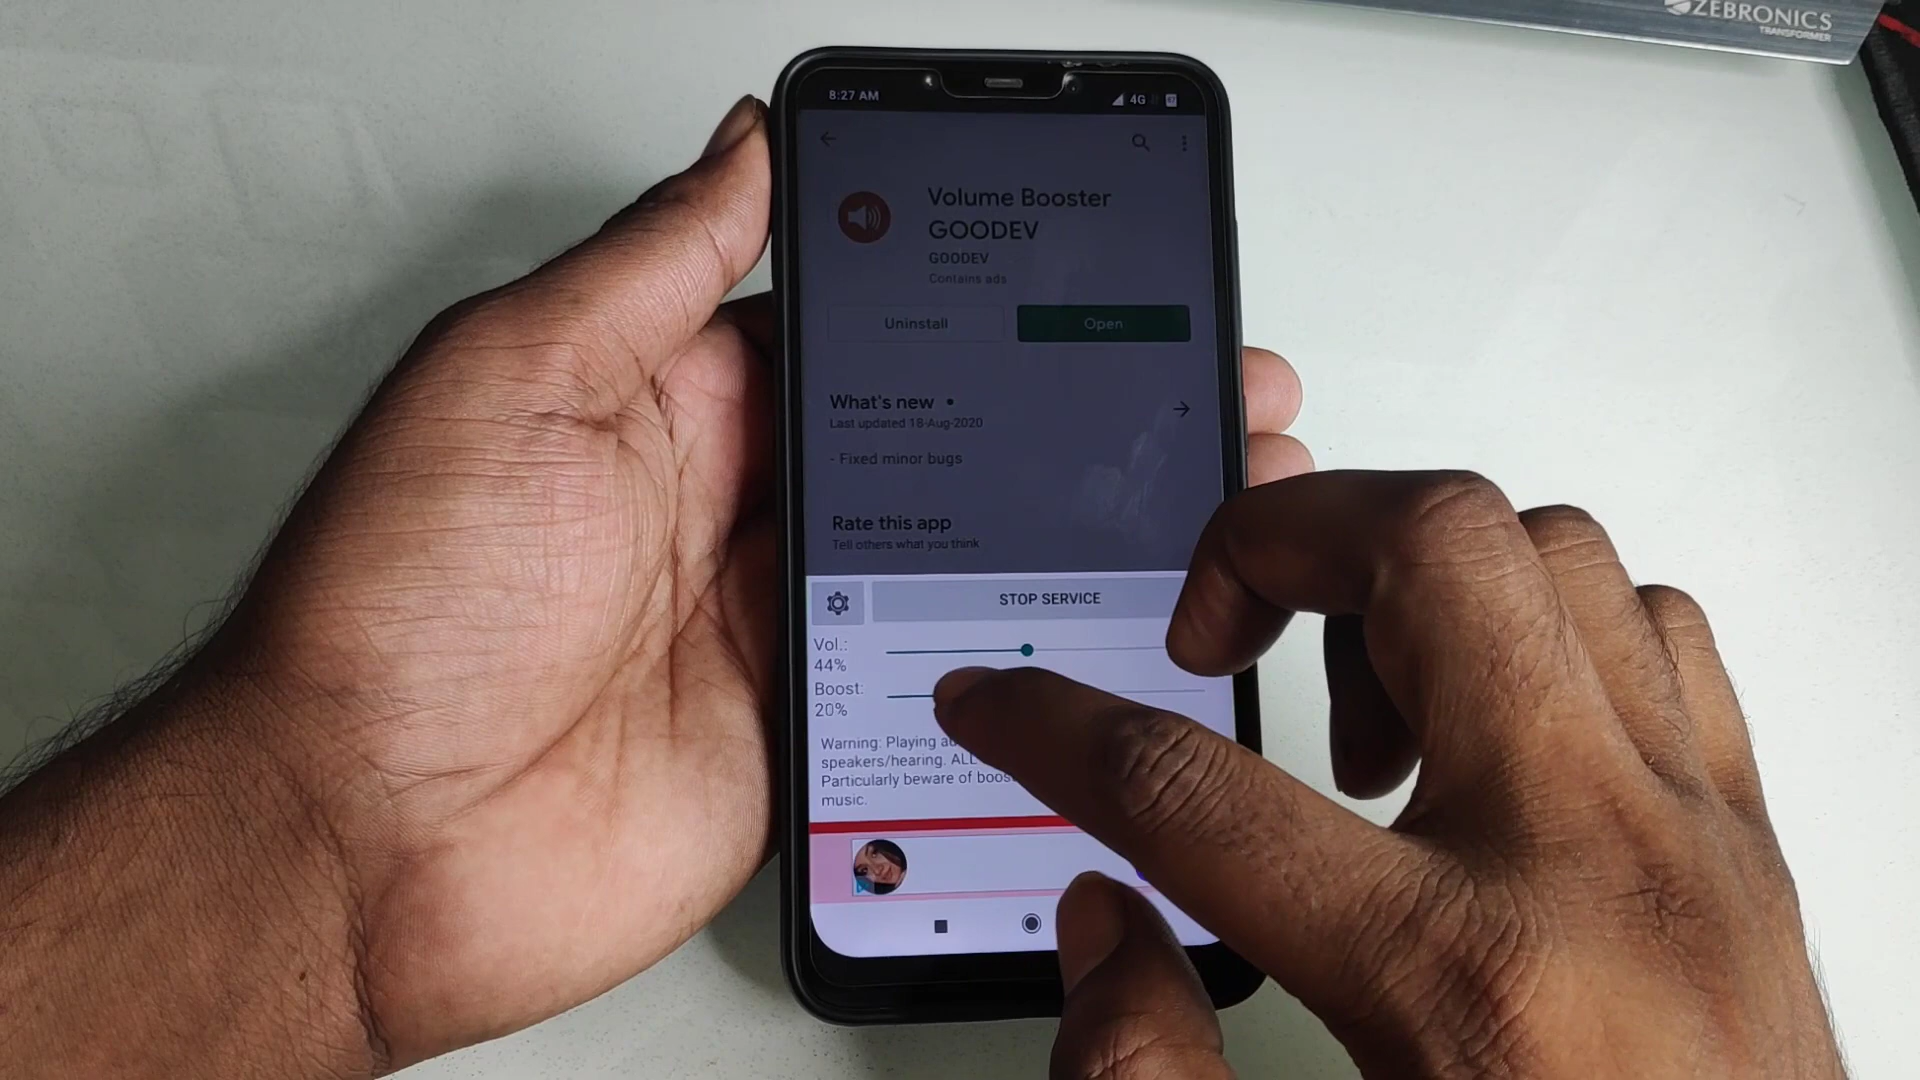 ZEBRONICS
TRANSFORMER
8:27 AM
4G
Volume Booster
GOODEV
GOODEV
Contains ads
Uninstall
Open
What's new •
Last updated 18-Aug-2020
- Fixed minor bugs
Rate this app
Tell others what you think
STOP SERVICE
Vol.:
44%
Boost:
20%
Warning: Playing
speakers/hearing. ALL
Particularly beware of
music.